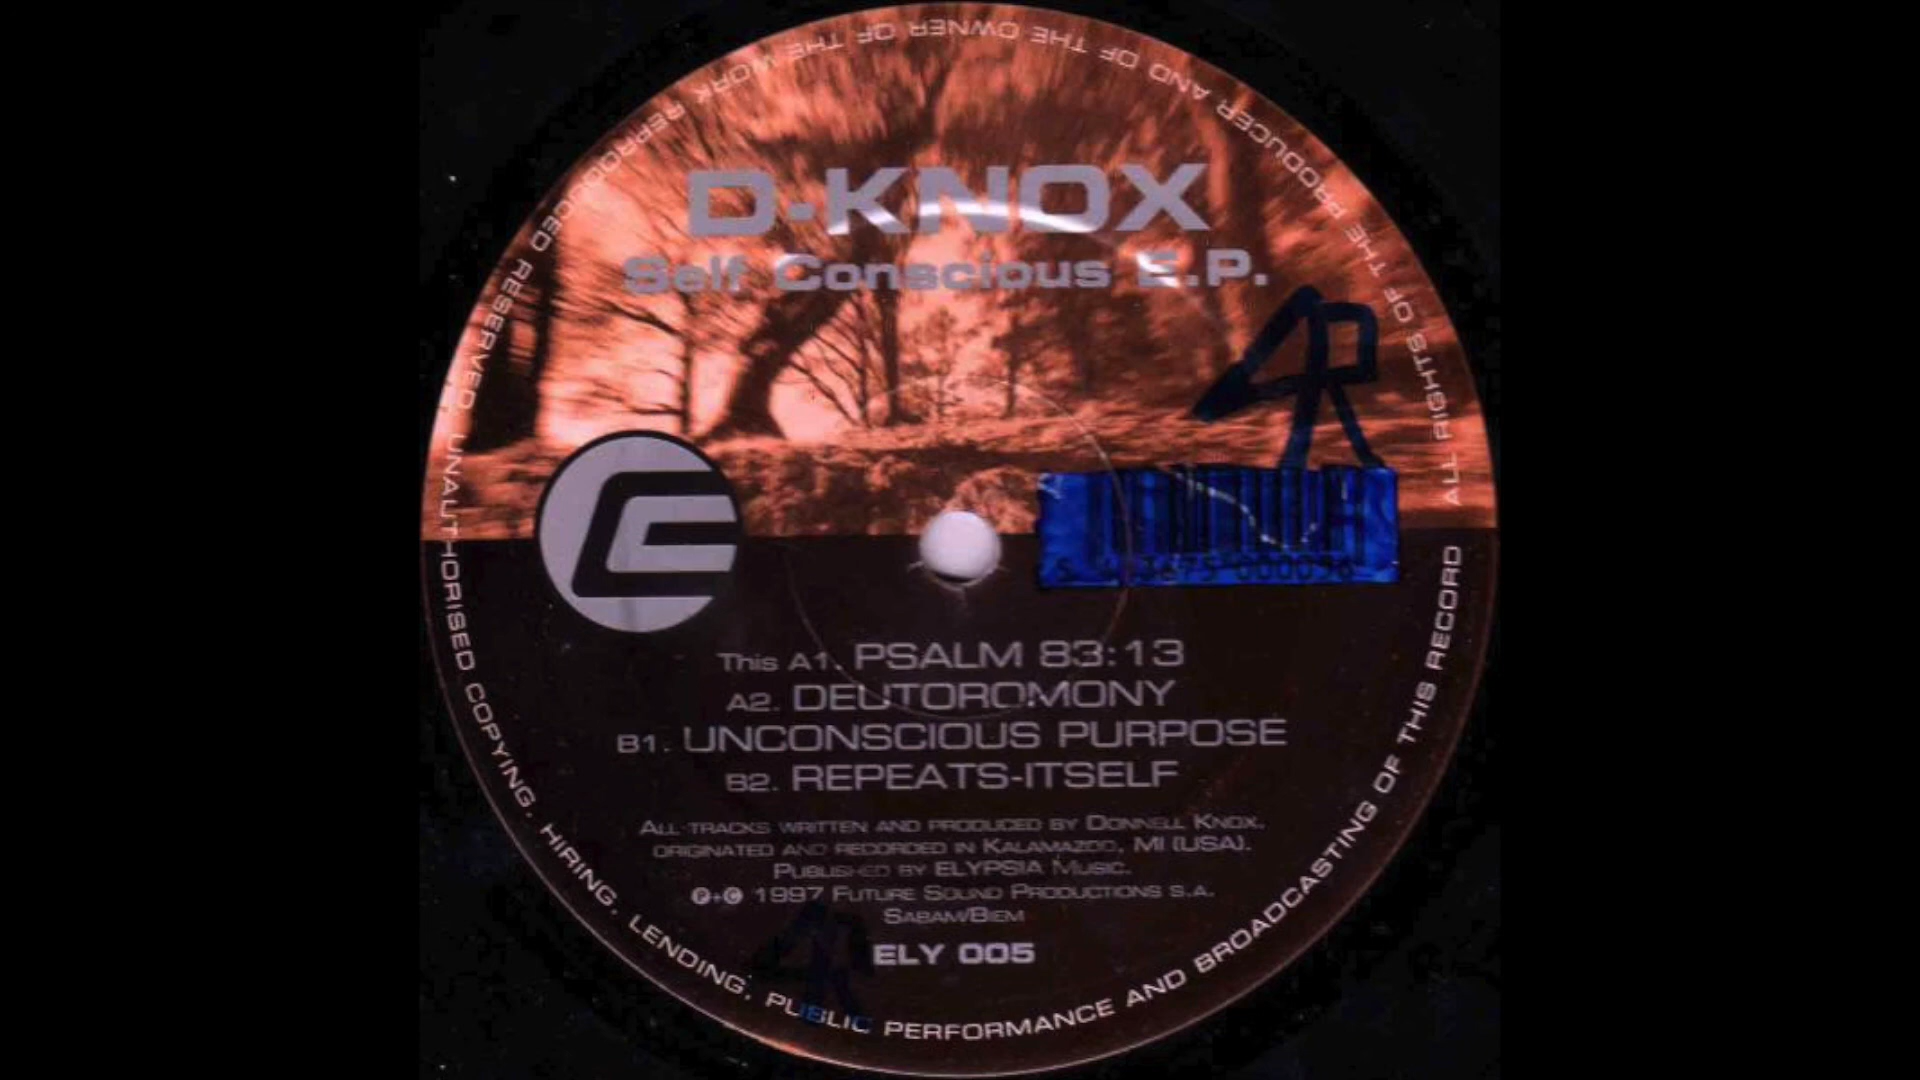 D-KNOX
Self Conscious E.P.
This A1. PSALM 83:13
A2. DEUTOROMONY
B1. UNCONSCIOUS PURPOSE
B2. REPEATS-ITSELF
ALL TRACKS WRITTEN AND PRODUCED BY DONNELL KNOX.
ORIGINATED AND RECORDED IN KALAMAZOO, MI (USA).
PUBLISHED BY ELYPSIA MUSIC.
℗+© 1997 FUTURE SOUND PRODUCTIONS S.A.
SABAM/BIEM
ELY 005
ALL RIGHTS OF THE PRODUCER AND OF THE OWNER OF THE WORK REPRODUCED RESERVED. UNAUTHORISED COPYING, HIRING, LENDING, PUBLIC PERFORMANCE AND BROADCASTING OF THIS RECORD